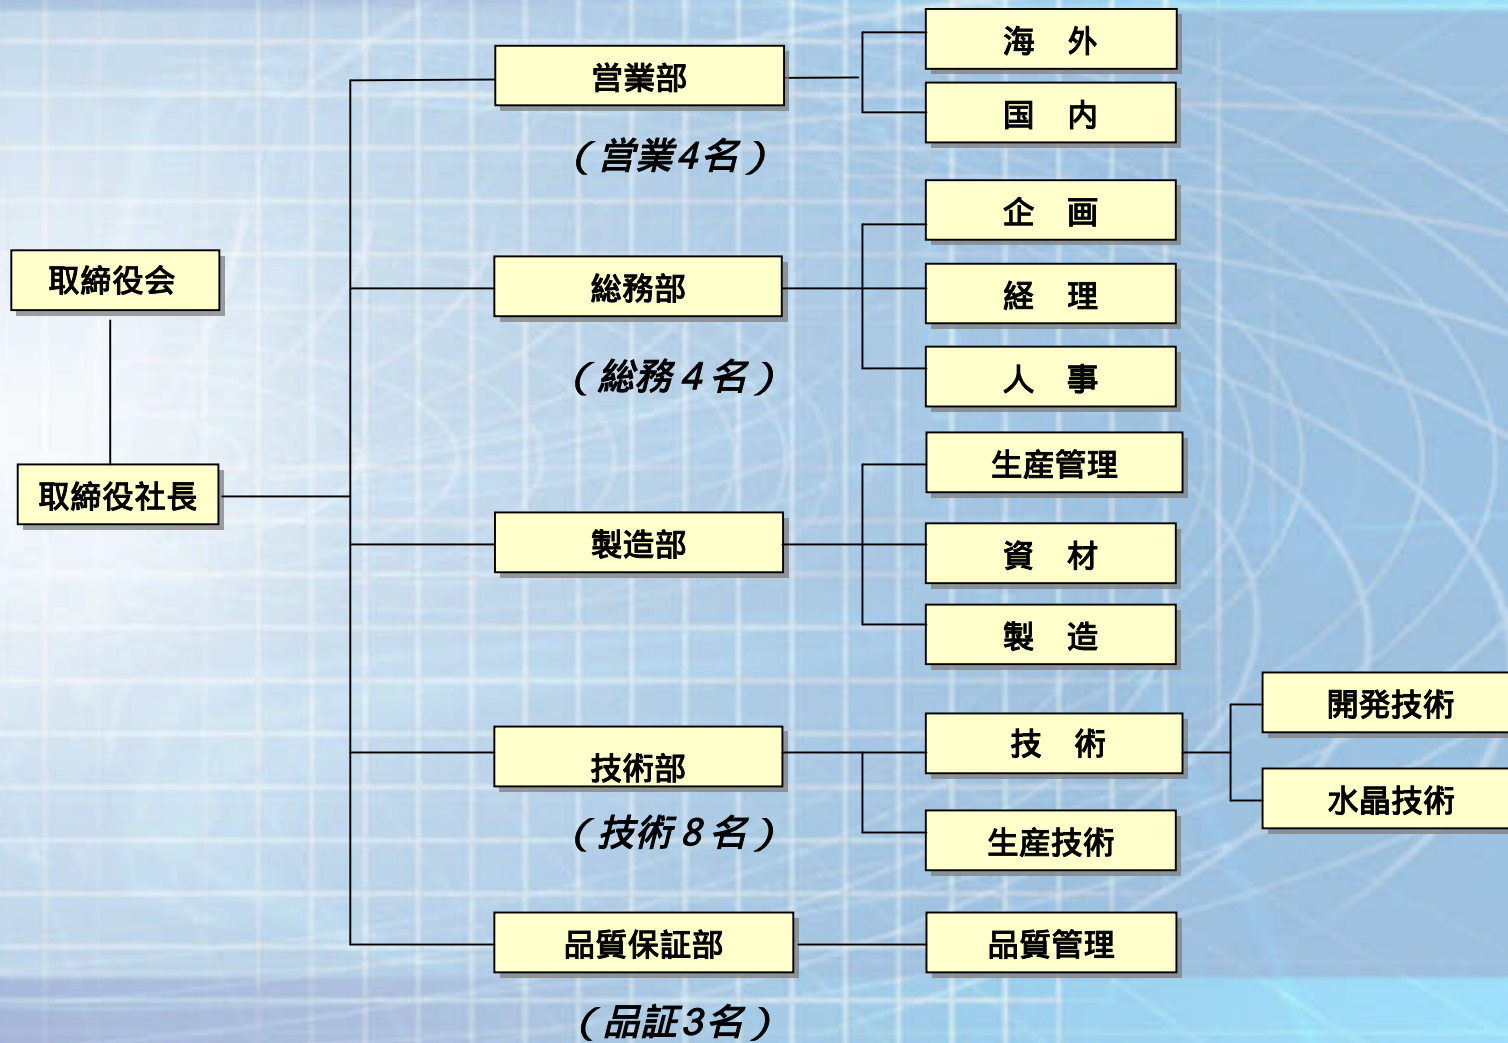 取締役会
取締役社長
営業部
（営業4名）
海　外
国　内
総務部
（総務４名）
企　画
経　理
人　事
製造部
生産管理
資　材
製　造
技術部
（技術８名）
技　術
開発技術
水晶技術
生産技術
品質保証部
（品証3名）
品質管理